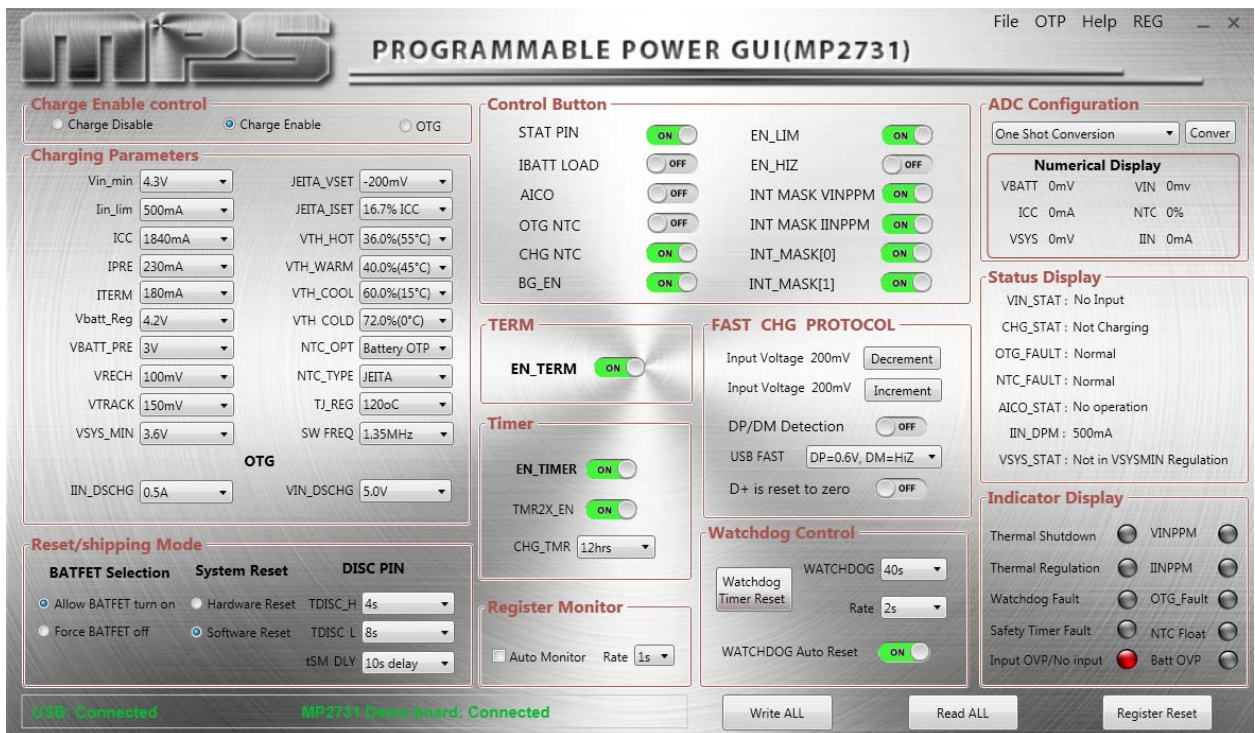 mps
PROGRAMMABLE POWER GUI(MP2731)
File OTP Help REG
Charge Enable control
Charge Disable
Charge Enable
OTG
Charging Parameters
Vin_min 4.3V
Iin_lim 500mA
ICC 1840mA
IPRE 230mA
ITERM 180mA
Vbatt_Reg 4.2V
VBATT_PRE 3V
VRECH 100mV
VTRACK 150mV
VSYS_MIN 3.6V
JEITA_VSET -200mV
JEITA_ISET 16.7% ICC
VTH_HOT 36.0%(55°C)
VTH_WARM 40.0%(45°C)
VTH_COOL 60.0%(15°C)
VTH COLD 72.0%(0°C)
NTC_OPT Battery OTP
NTC_TYPE JEITA
TJ_REG 120oC
SW FREQ 1.35MHz
OTG
IIN_DSCHG 0.5A
VIN_DSCHG 5.0V
Reset/shipping Mode
BATFET Selection
Allow BATFET turn on
Force BATFET off
System Reset
Hardware Reset
Software Reset
DISC PIN
TDISC_H 4s
TDISC L 8s
tSM DLY 10s delay
Control Button
STAT PIN ON
IBATT LOAD OFF
AICO OFF
OTG NTC OFF
CHG NTC ON
BG_EN ON
EN_LIM ON
EN_HIZ OFF
INT MASK VINPPM ON
INT MASK IINPPM ON
INT_MASK[0] ON
INT_MASK[1] ON
TERM
EN_TERM ON
Timer
EN_TIMER ON
TMR2X_EN ON
CHG_TMR 12hrs
Register Monitor
Auto Monitor Rate 1s
FAST CHG PROTOCOL
Input Voltage 200mV Decrement
Input Voltage 200mV Increment
DP/DM Detection OFF
USB FAST DP=0.6V, DM=HiZ
D+ is reset to zero OFF
Watchdog Control
Watchdog
Timer Reset
WATCHDOG 40s
Rate 2s
WATCHDOG Auto Reset ON
ADC Configuration
One Shot Conversion Conver
Numerical Display
VBATT 0mV VIN 0mv
ICC 0mA NTC 0%
VSYS 0mV IIN 0mA
Status Display
VIN_STAT : No Input
CHG_STAT : Not Charging
OTG_FAULT : Normal
NTC_FAULT : Normal
AICO_STAT : No operation
IIN_DPM : 500mA
VSYS_STAT : Not in VSYSMIN Regulation
Indicator Display
Thermal Shutdown VINPPM
Thermal Regulation IINPPM
Watchdog Fault OTG_Fault
Safety Timer Fault NTC Float
Input OVP/No input Batt OVP
USB: Connected
MP2731 Demo board: Connected
Write ALL
Read ALL
Register Reset